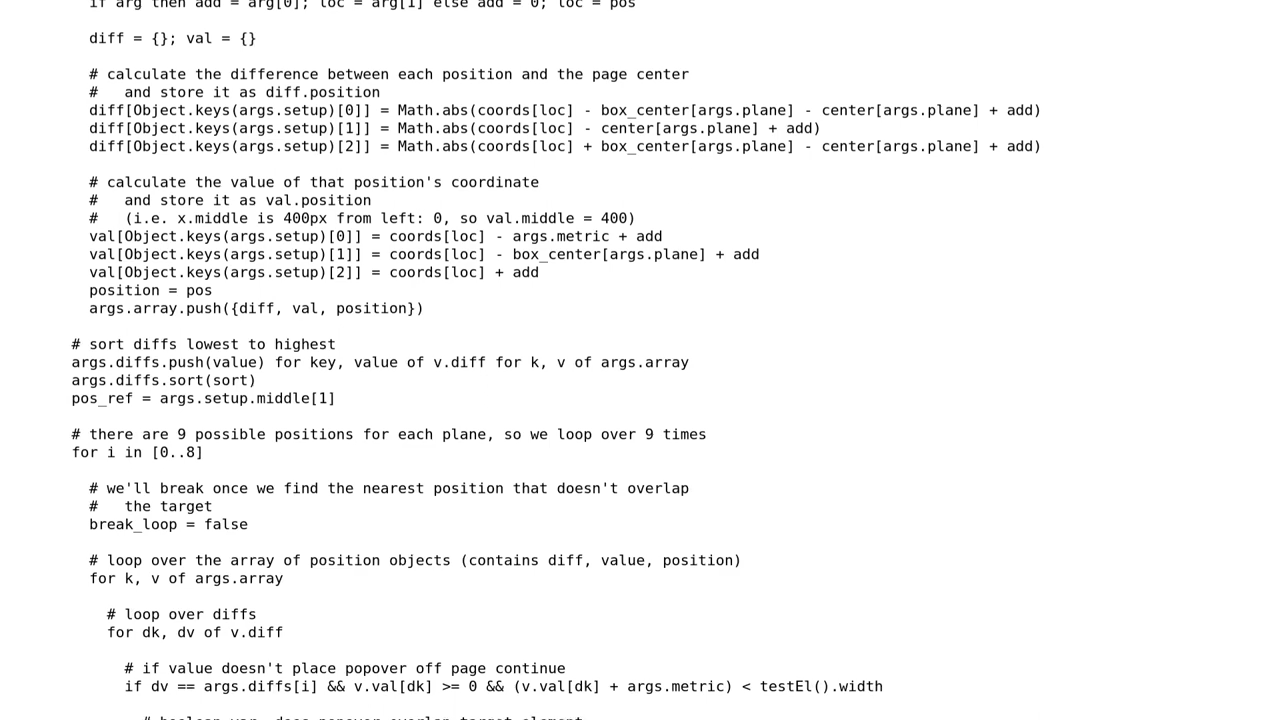 if arg then add = arg[0]; loc = arg[1] else add = 0; loc = pos
diff = {}; val = {}
# calculate the difference between each position and the page center
#   and store it as diff.position
diff[Object.keys(args.setup)[0]] = Math.abs(coords[loc] - box_center[args.plane] - center[args.plane] + add)
diff[Object.keys(args.setup)[1]] = Math.abs(coords[loc] - center[args.plane] + add)
diff[Object.keys(args.setup)[2]] = Math.abs(coords[loc] + box_center[args.plane] - center[args.plane] + add)
# calculate the value of that position's coordinate
#   and store it as val.position
#   (i.e. x.middle is 400px from left: 0, so val.middle = 400)
val[Object.keys(args.setup)[0]] = coords[loc] - args.metric + add
val[Object.keys(args.setup)[1]] = coords[loc] - box_center[args.plane] + add
val[Object.keys(args.setup)[2]] = coords[loc] + add
position = pos
args.array.push({diff, val, position})
# sort diffs lowest to highest
args.diffs.push(value) for key, value of v.diff for k, v of args.array
args.diffs.sort(sort)
pos_ref = args.setup.middle[1]
# there are 9 possible positions for each plane, so we loop over 9 times
for i in [0..8]
# we'll break once we find the nearest position that doesn't overlap
#   the target
break_loop = false
# loop over the array of position objects (contains diff, value, position)
for k, v of args.array
# loop over diffs
for dk, dv of v.diff
# if value doesn't place popover off page continue
if dv == args.diffs[i] && v.val[dk] >= 0 && (v.val[dk] + args.metric) < testEl().width
# boolean var, does popover overlap target element